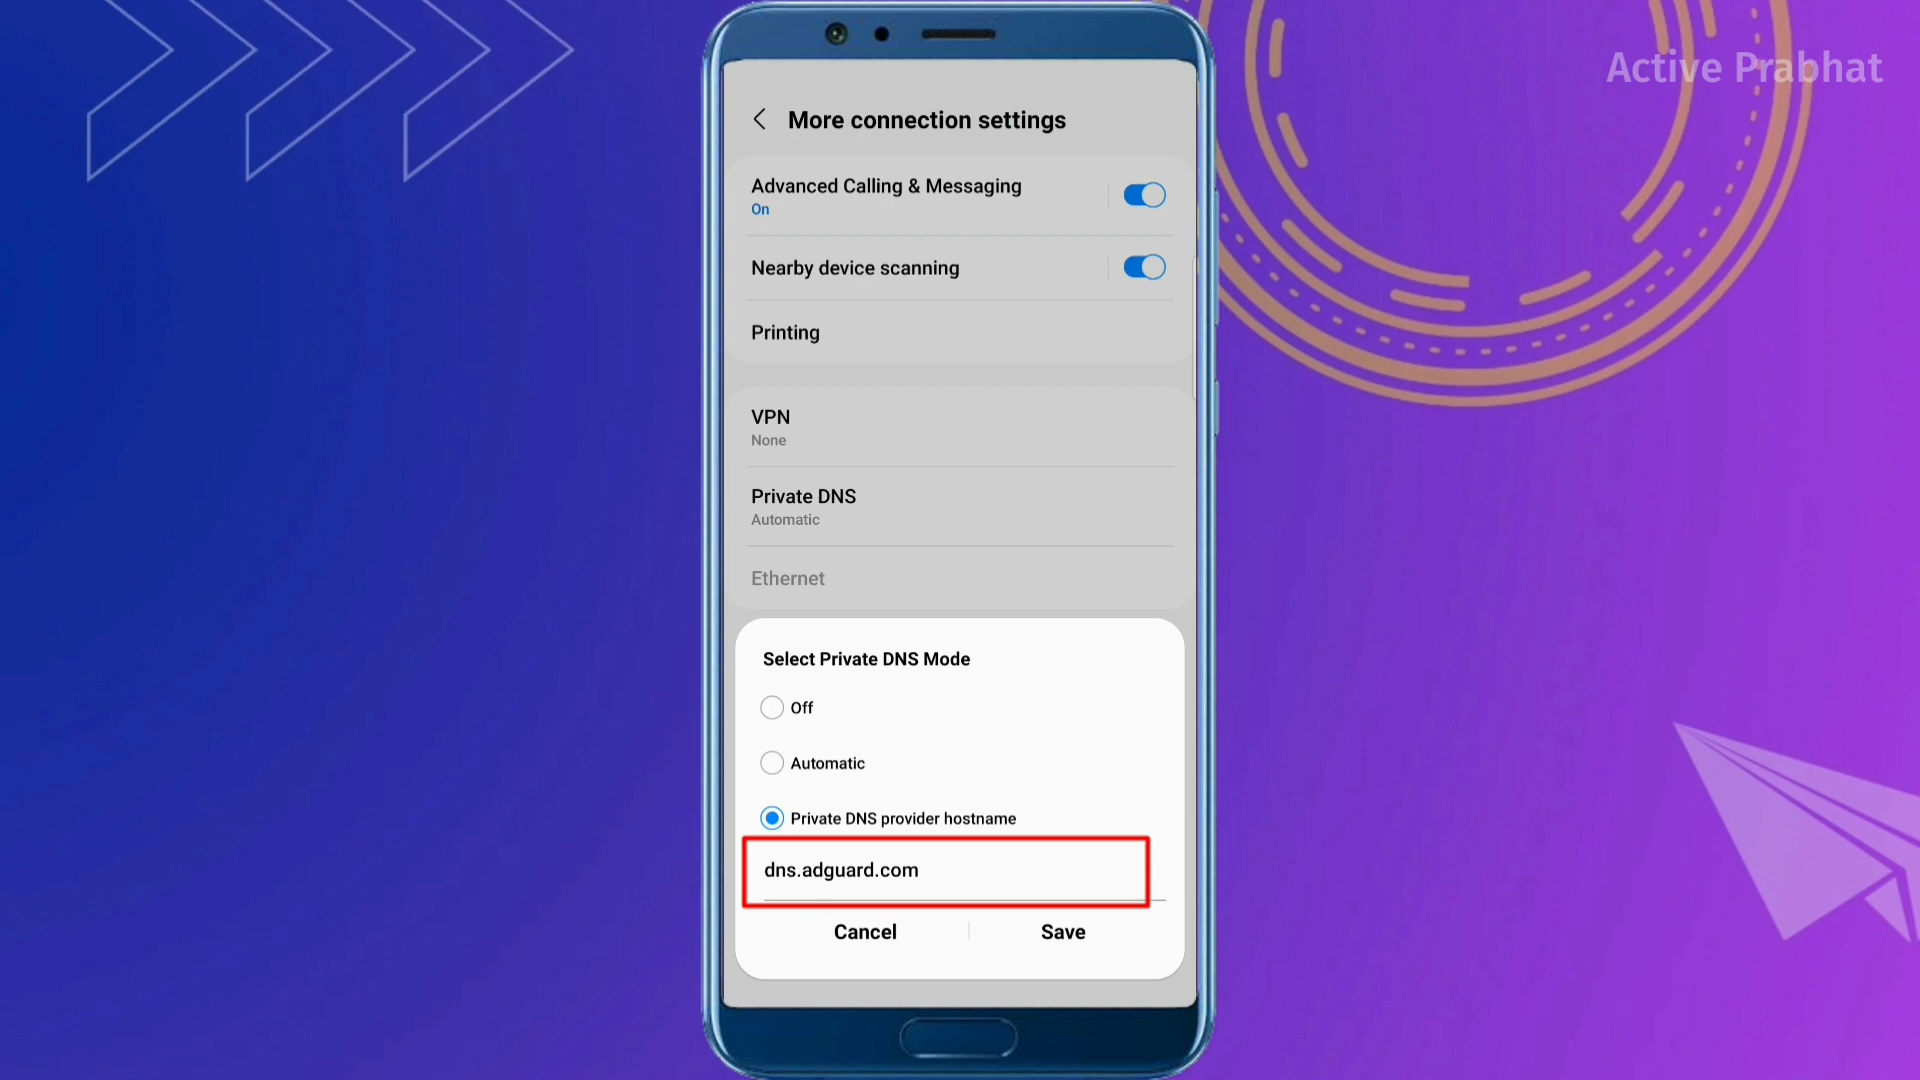 Active Prabhat
More connection settings
Advanced Calling & Messaging
On
Nearby device scanning
Printing
VPN
None
Private DNS
Automatic
Ethernet
Select Private DNS Mode
Off
Automatic
Private DNS provider hostname
dns.adguard.com
Cancel
Save